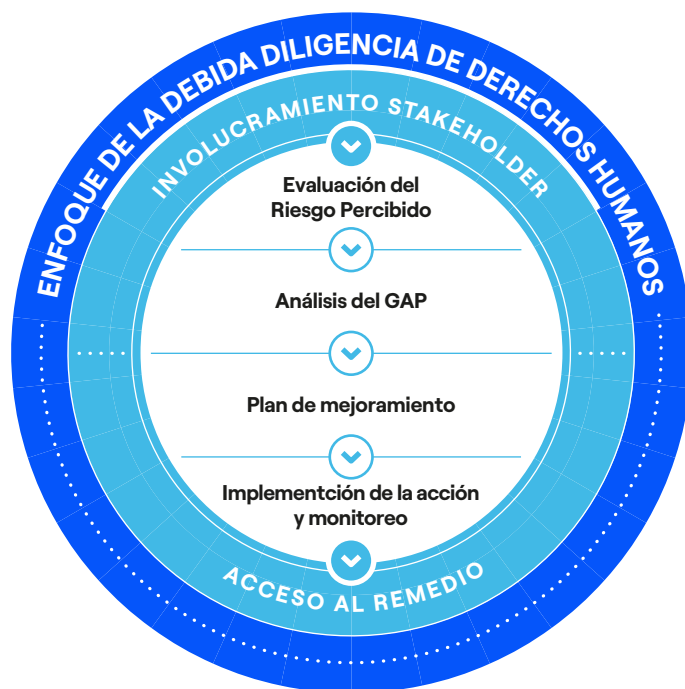 ENFOQUE DE LA DEBIDA DILIGENCIA DE DERECHOS HUMANOS
INVOLUCRAMIENTO STAKEHOLDER
Evaluación del
Riesgo Percibido
Análisis del GAP
Plan de mejoramiento
Implementción de la acción
y monitoreo
ACCESO AL REMEDIO